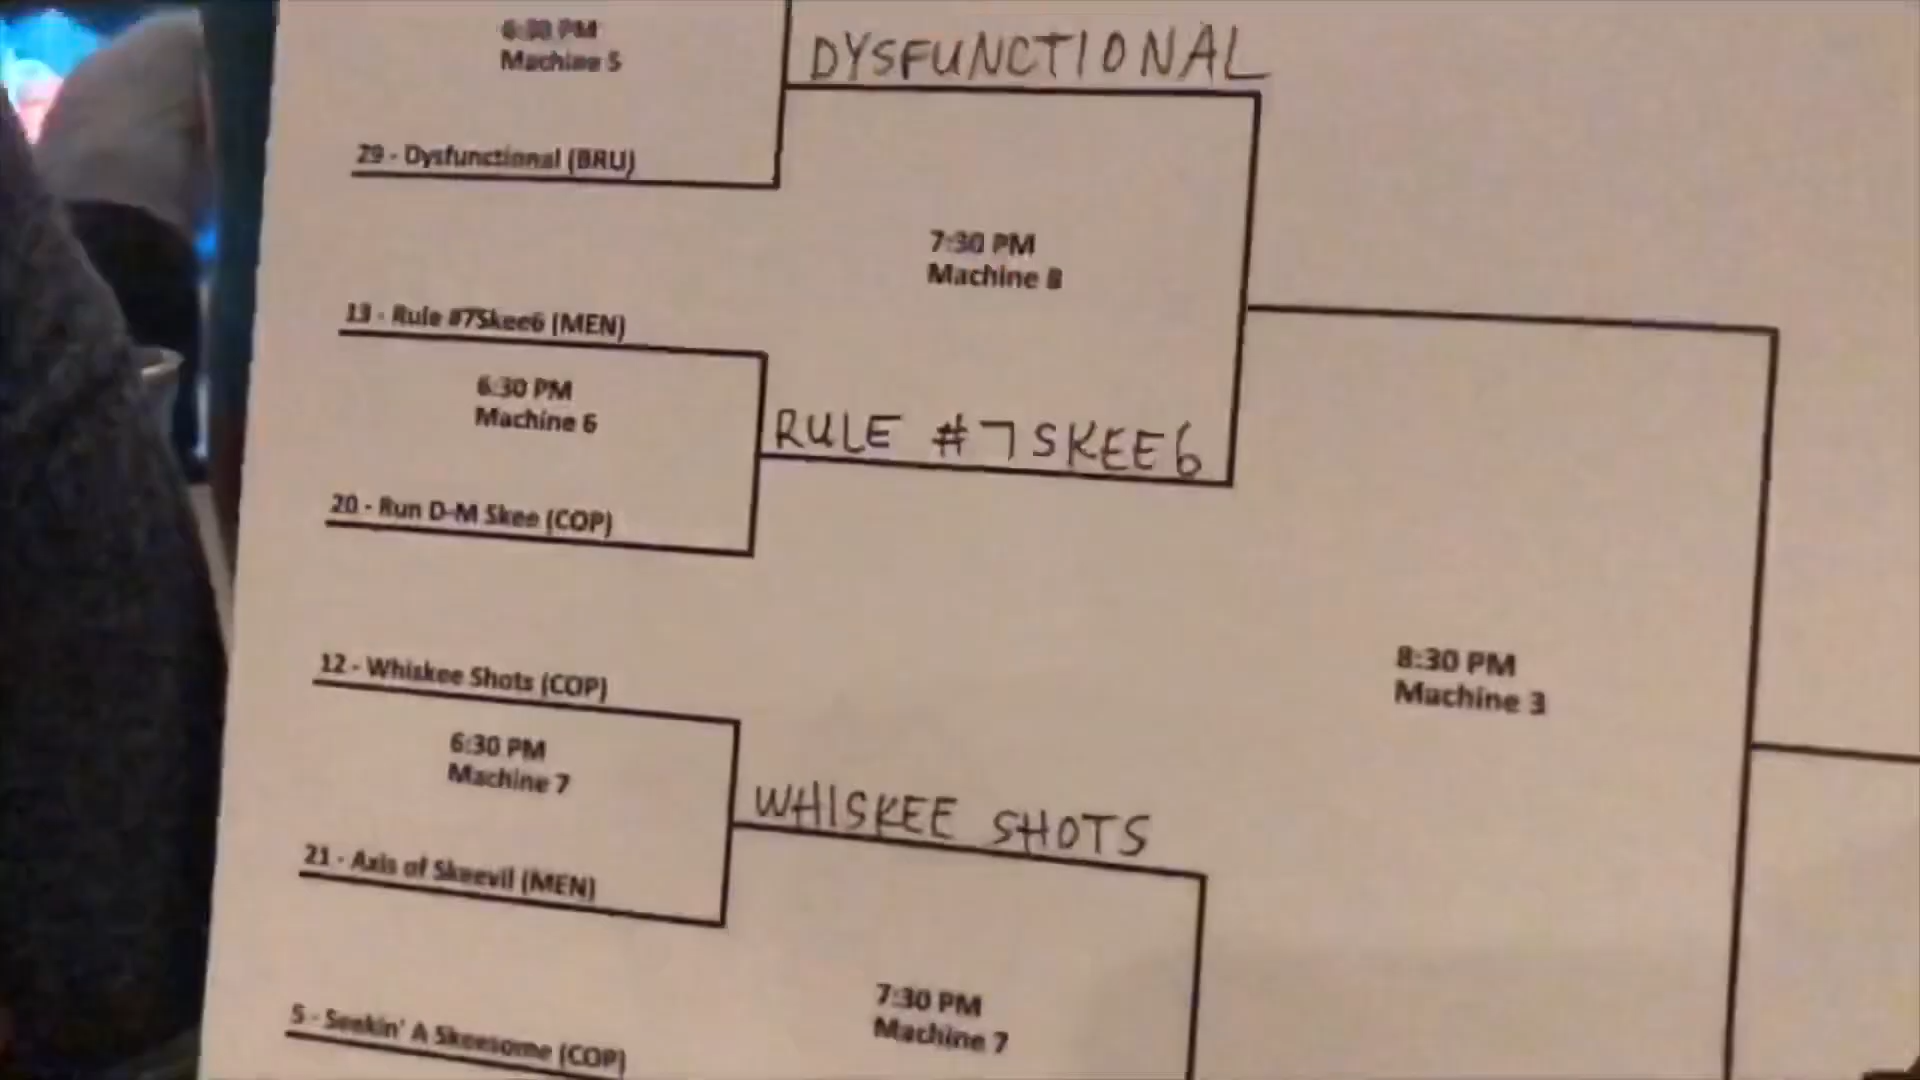 6:30 PM
Machine 5
DYSFUNCTIONAL
29 - Dysfunctional (BRU)
7:30 PM
Machine 8
13 - Rule #7Skee6 (MEN)
6:30 PM
Machine 6
RULE #7SKEE6
20 - Run D-M Skee (COP)
12 - Whiskee Shots (COP)
8:30 PM
Machine 3
6:30 PM
Machine 7
WHISKEE SHOTS
21 - Axis of Skeevil (MEN)
7:30 PM
Machine 7
5 - Seekin' A Skeesome (COP)